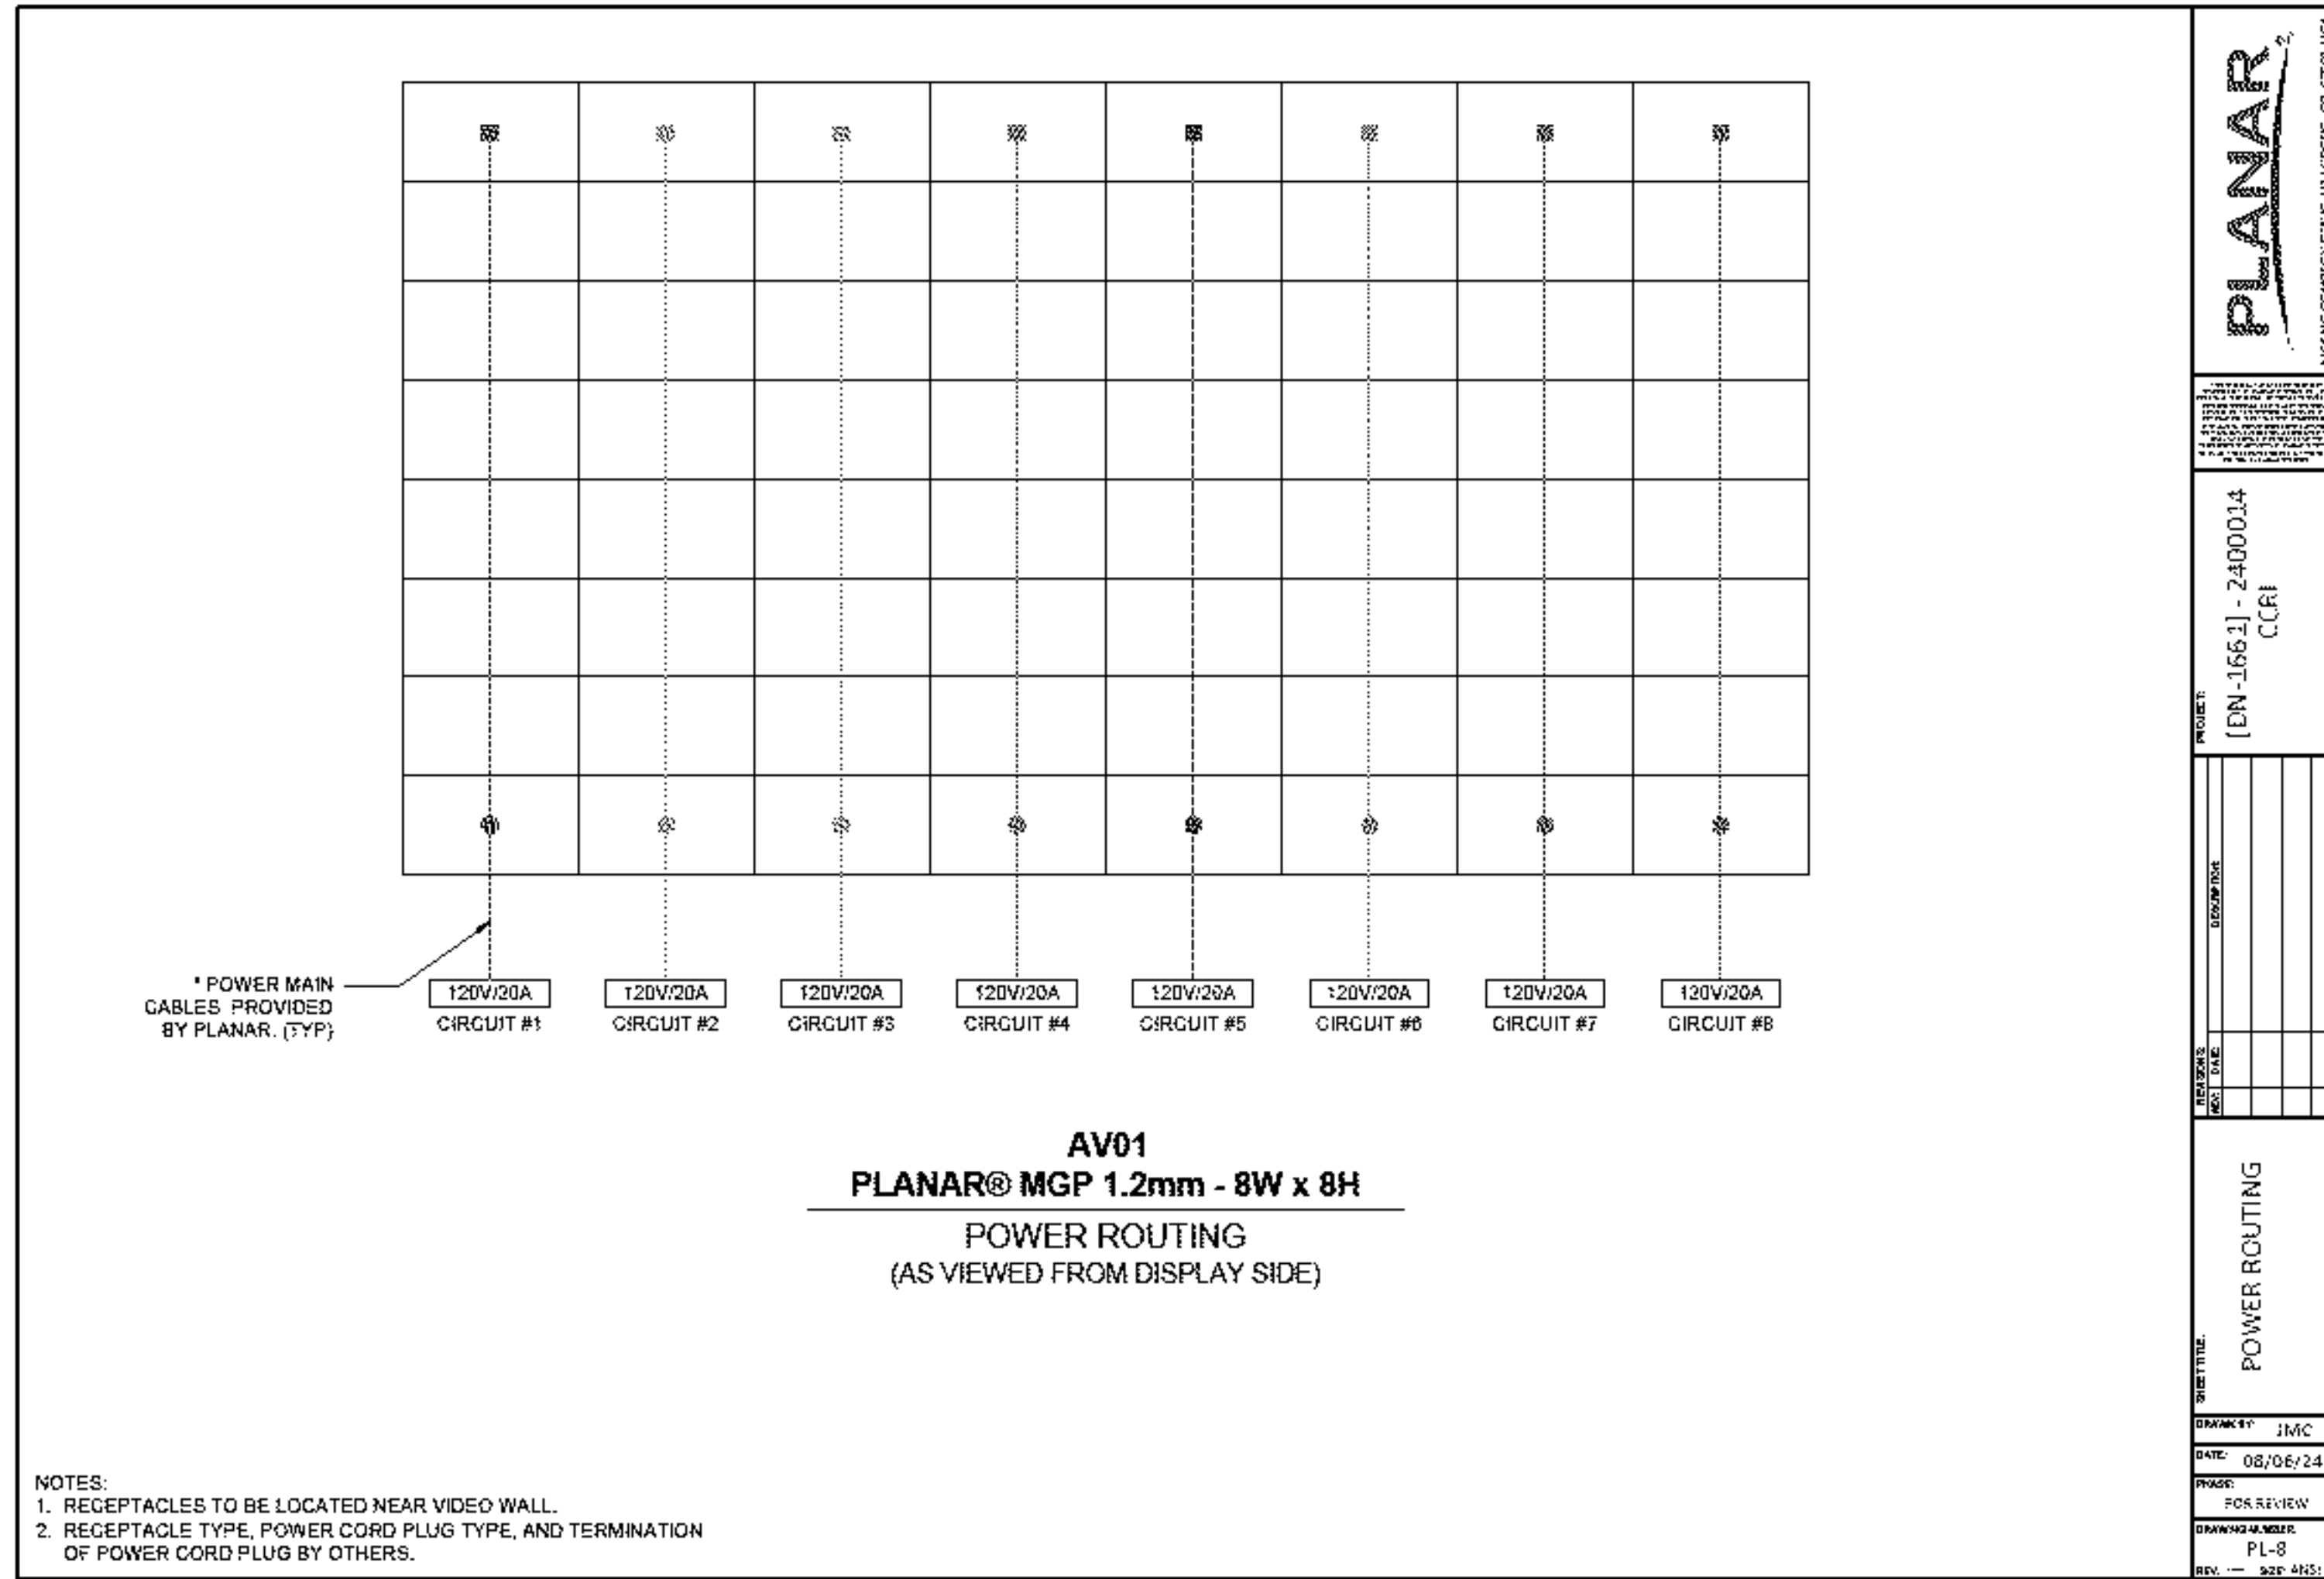 * POWER MAIN
CABLES PROVIDED
BY PLANAR. (TYP)
120V/20A
CIRCUIT #1
120V/20A
CIRCUIT #2
120V/20A
CIRCUIT #3
120V/20A
CIRCUIT #4
120V/20A
CIRCUIT #5
120V/20A
CIRCUIT #6
120V/20A
CIRCUIT #7
120V/20A
CIRCUIT #8
AV01
PLANAR® MGP 1.2mm - 8W x 8H
POWER ROUTING
(AS VIEWED FROM DISPLAY SIDE)
NOTES:
1. RECEPTACLES TO BE LOCATED NEAR VIDEO WALL.
2. RECEPTACLE TYPE, POWER CORD PLUG TYPE, AND TERMINATION
OF POWER CORD PLUG BY OTHERS.
PLANAR
PROJECT:
[DN-1661] - 2400014
CCRI
REVISIONS:
REV: DATE: DESCRIPTION:
SHEET TITLE:
POWER ROUTING
DRAWN BY: JMC
DATE: 08/06/24
PHASE:
FOR REVIEW
DRAWING NUMBER:
PL-8
REV. -- SIZE: ANSI